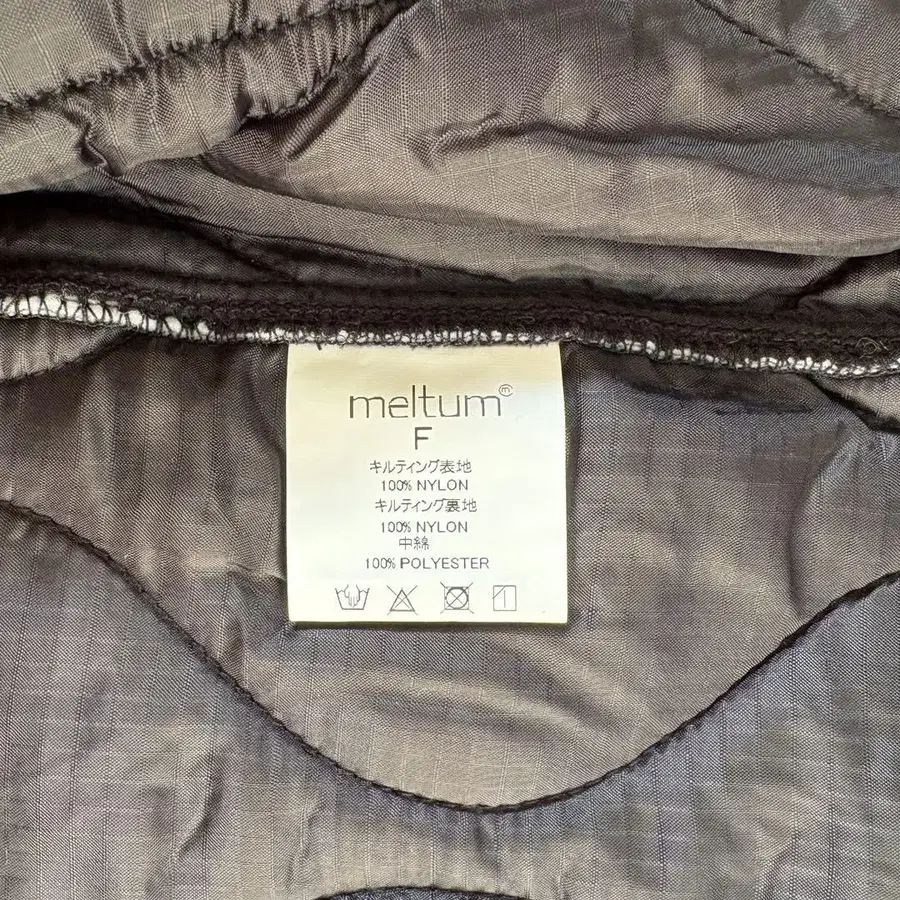 meltum
F
キルティング表地
100% NYLON
キルティング裏地
100% NYLON
中綿
100% POLYESTER